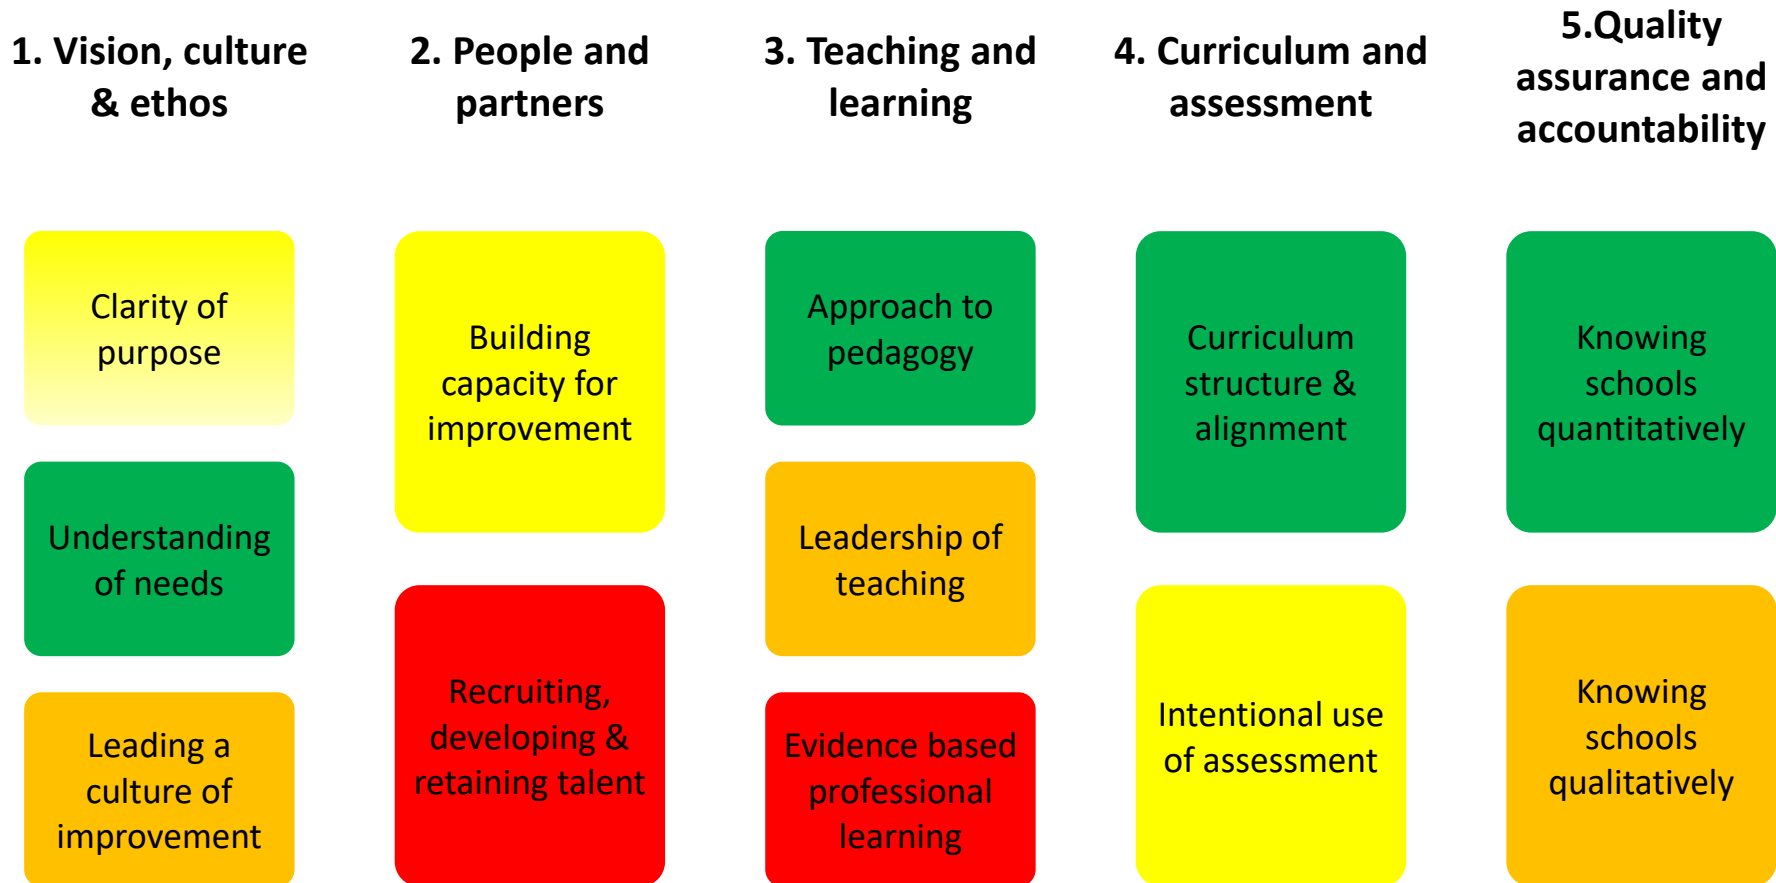 1. Vision, culture
& ethos
2. People and
partners
3. Teaching and
learning
4. Curriculum and
assessment
5.Quality
assurance and
accountability
Clarity of
purpose
Understanding
of needs
Leading a
culture of
improvement
Building
capacity for
improvement
Recruiting,
developing &
retaining talent
Approach to
pedagogy
Leadership of
teaching
Evidence based
professional
learning
Curriculum
structure &
alignment
Intentional use
of assessment
Knowing
schools
quantitatively
Knowing
schools
qualitatively